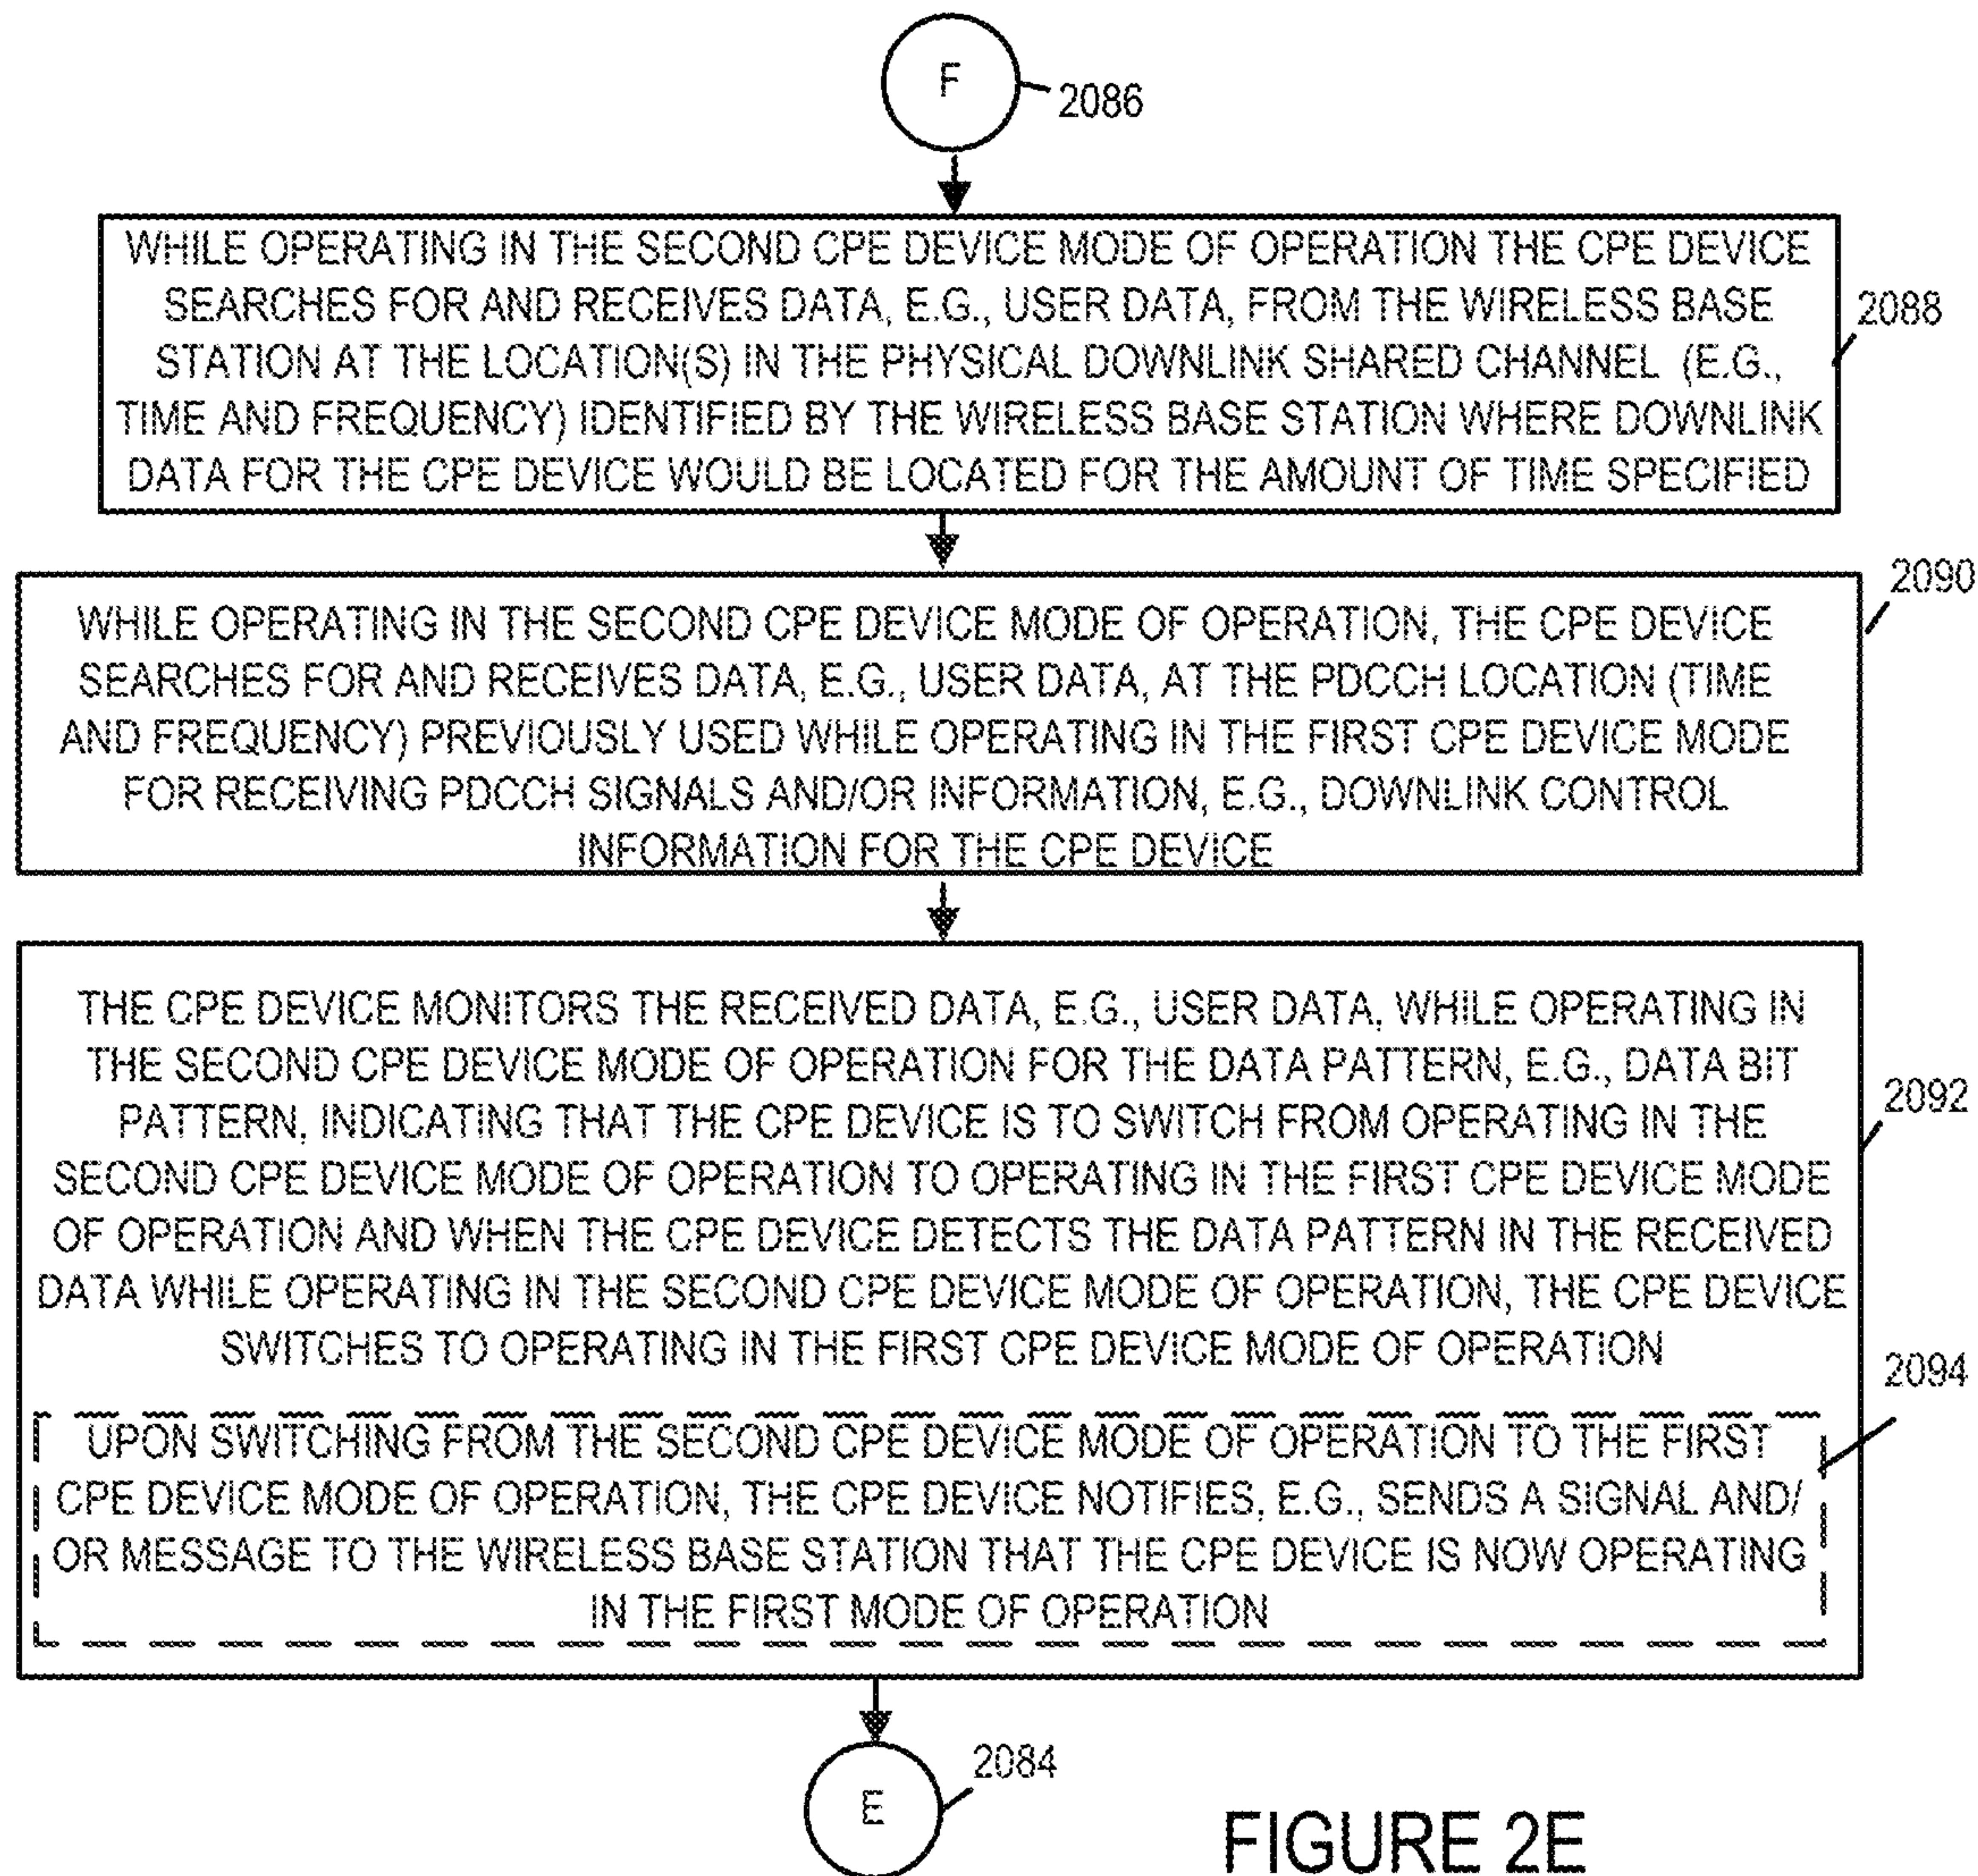 F
2086
WHILE OPERATING IN THE SECOND CPE DEVICE MODE OF OPERATION THE CPE DEVICE
SEARCHES FOR AND RECEIVES DATA, E.G., USER DATA, FROM THE WIRELESS BASE
STATION AT THE LOCATION(S) IN THE PHYSICAL DOWNLINK SHARED CHANNEL (E.G.,
TIME AND FREQUENCY) IDENTIFIED BY THE WIRELESS BASE STATION WHERE DOWNLINK
DATA FOR THE CPE DEVICE WOULD BE LOCATED FOR THE AMOUNT OF TIME SPECIFIED
2088
WHILE OPERATING IN THE SECOND CPE DEVICE MODE OF OPERATION, THE CPE DEVICE
SEARCHES FOR AND RECEIVES DATA, E.G., USER DATA, AT THE PDCCH LOCATION (TIME
AND FREQUENCY) PREVIOUSLY USED WHILE OPERATING IN THE FIRST CPE DEVICE MODE
FOR RECEIVING PDCCH SIGNALS AND/OR INFORMATION, E.G., DOWNLINK CONTROL
INFORMATION FOR THE CPE DEVICE
2090
THE CPE DEVICE MONITORS THE RECEIVED DATA, E.G., USER DATA, WHILE OPERATING IN
THE SECOND CPE DEVICE MODE OF OPERATION FOR THE DATA PATTERN, E.G., DATA BIT
PATTERN, INDICATING THAT THE CPE DEVICE IS TO SWITCH FROM OPERATING IN THE
SECOND CPE DEVICE MODE OF OPERATION TO OPERATING IN THE FIRST CPE DEVICE MODE
OF OPERATION AND WHEN THE CPE DEVICE DETECTS THE DATA PATTERN IN THE RECEIVED
DATA WHILE OPERATING IN THE SECOND CPE DEVICE MODE OF OPERATION, THE CPE DEVICE
SWITCHES TO OPERATING IN THE FIRST CPE DEVICE MODE OF OPERATION
2092
UPON SWITCHING FROM THE SECOND CPE DEVICE MODE OF OPERATION TO THE FIRST
CPE DEVICE MODE OF OPERATION, THE CPE DEVICE NOTIFIES, E.G., SENDS A SIGNAL AND/
OR MESSAGE TO THE WIRELESS BASE STATION THAT THE CPE DEVICE IS NOW OPERATING
IN THE FIRST MODE OF OPERATION
2094
E
2084
FIGURE 2E